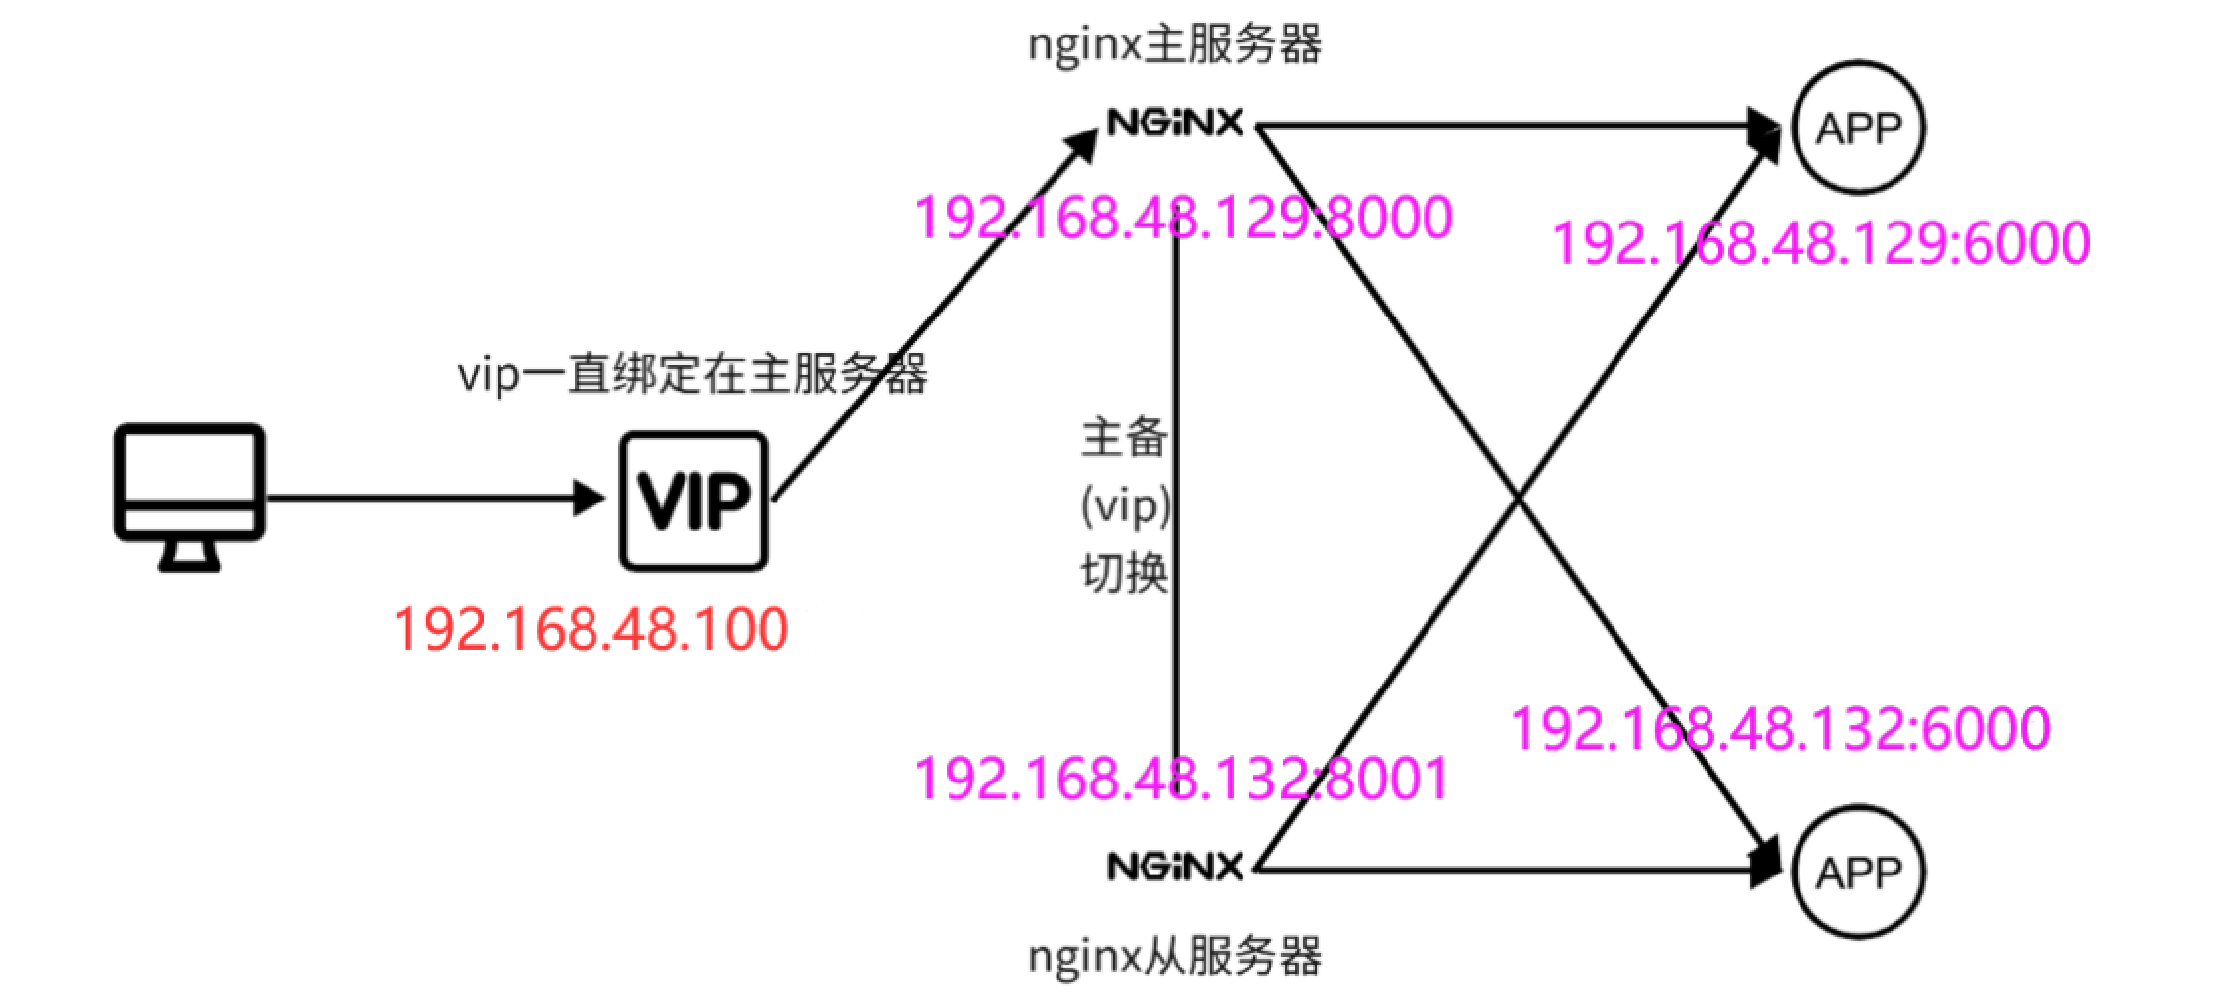 nginx主服务器
NGiNX
APP
192.168.48.129:8000
192.168.48.129:6000
vip一直绑定在主服务器
VIP
192.168.48.100
主备
(vip)
切换
192.168.48.132:6000
192.168.48.132:8001
NGiNX
APP
nginx从服务器